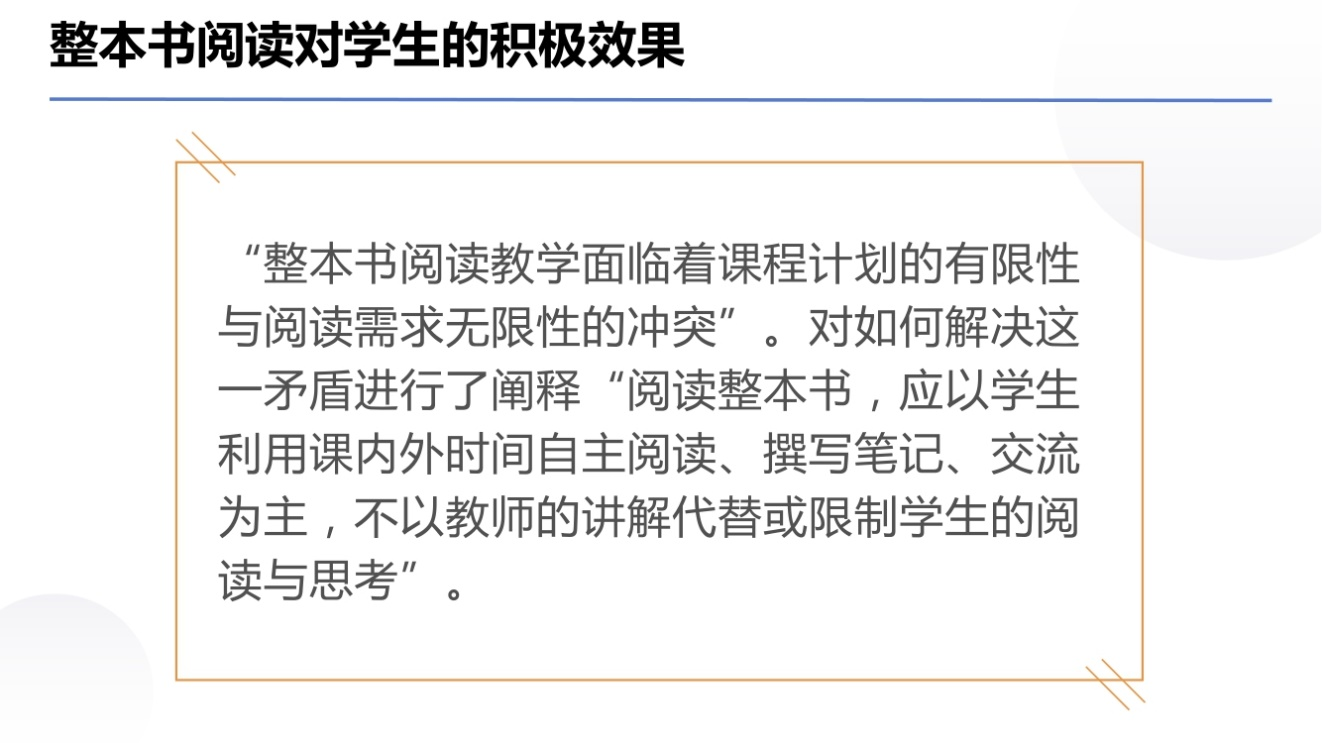 整本书阅读对学生的积极效果
“整本书阅读教学面临着课程计划的有限性
与阅读需求无限性的冲突”。对如何解决这
一矛盾进行了阐释“阅读整本书，应以学生
利用课内外时间自主阅读、撰写笔记、交流
为主，不以教师的讲解代替或限制学生的阅
读与思考”。